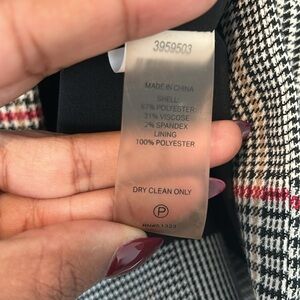 3959503
MADE IN CHINA
SHELL:
67% POLYESTER
31% VISCOSE
2% SPANDEX
LINING
100% POLYESTER
DRY CLEAN ONLY
P